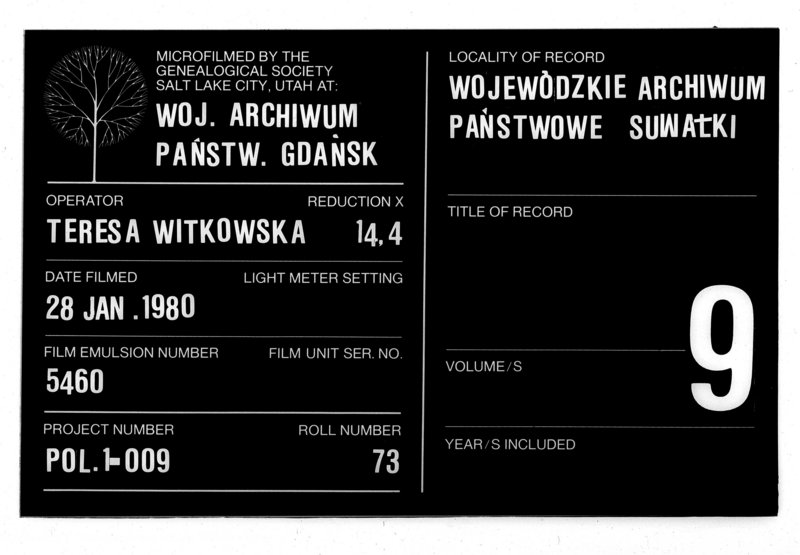 MICROFILMED BY THE
GENEALOGICAL SOCIETY
SALT LAKE CITY, UTAH AT:
WOJ. ARCHIWUM
PAŃSTW. GDAŃSK
OPERATOR REDUCTION X
TERESA WITKOWSKA 14,4
DATE FILMED LIGHT METER SETTING
28 JAN .1980
FILM EMULSION NUMBER FILM UNIT SER. NO.
5460
PROJECT NUMBER ROLL NUMBER
POL.1-009 73
LOCALITY OF RECORD
WOJEWÒDZKIE ARCHIWUM
PAŃSTWOWE SUWAŁKI
TITLE OF RECORD
9
VOLUME/S
YEAR/S INCLUDED